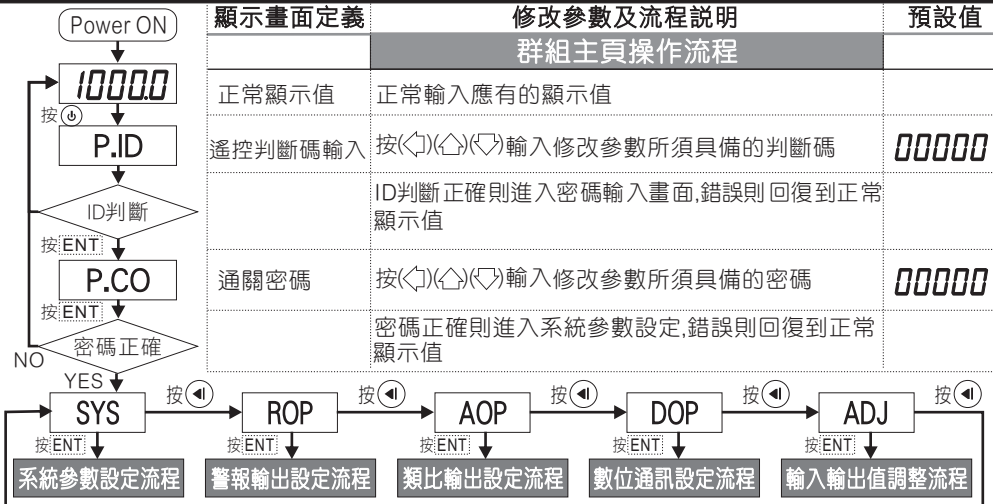 Power ON
顯示畫面定義 修改參數及流程說明 預設值
群組主頁操作流程
1000.0 正常顯示值 正常輸入應有的顯示值
按
P.ID 遙控判斷碼輸入 按(⇦)(⇧)(⇩)輸入修改參數所須具備的判斷碼 00000
ID判斷
ID判斷正確則進入密碼輸入畫面,錯誤則回復到正常
顯示值
按ENT
P.CO 通關密碼 按(⇦)(⇧)(⇩)輸入修改參數所須具備的密碼 00000
按ENT
密碼正確
密碼正確則進入系統參數設定,錯誤則回復到正常
顯示值
NO
YES
SYS 按 ROP 按 AOP 按 DOP 按 ADJ 按
按ENT 按ENT 按ENT 按ENT 按ENT
系統參數設定流程 警報輸出設定流程 類比輸出設定流程 數位通訊設定流程 輸入輸出值調整流程